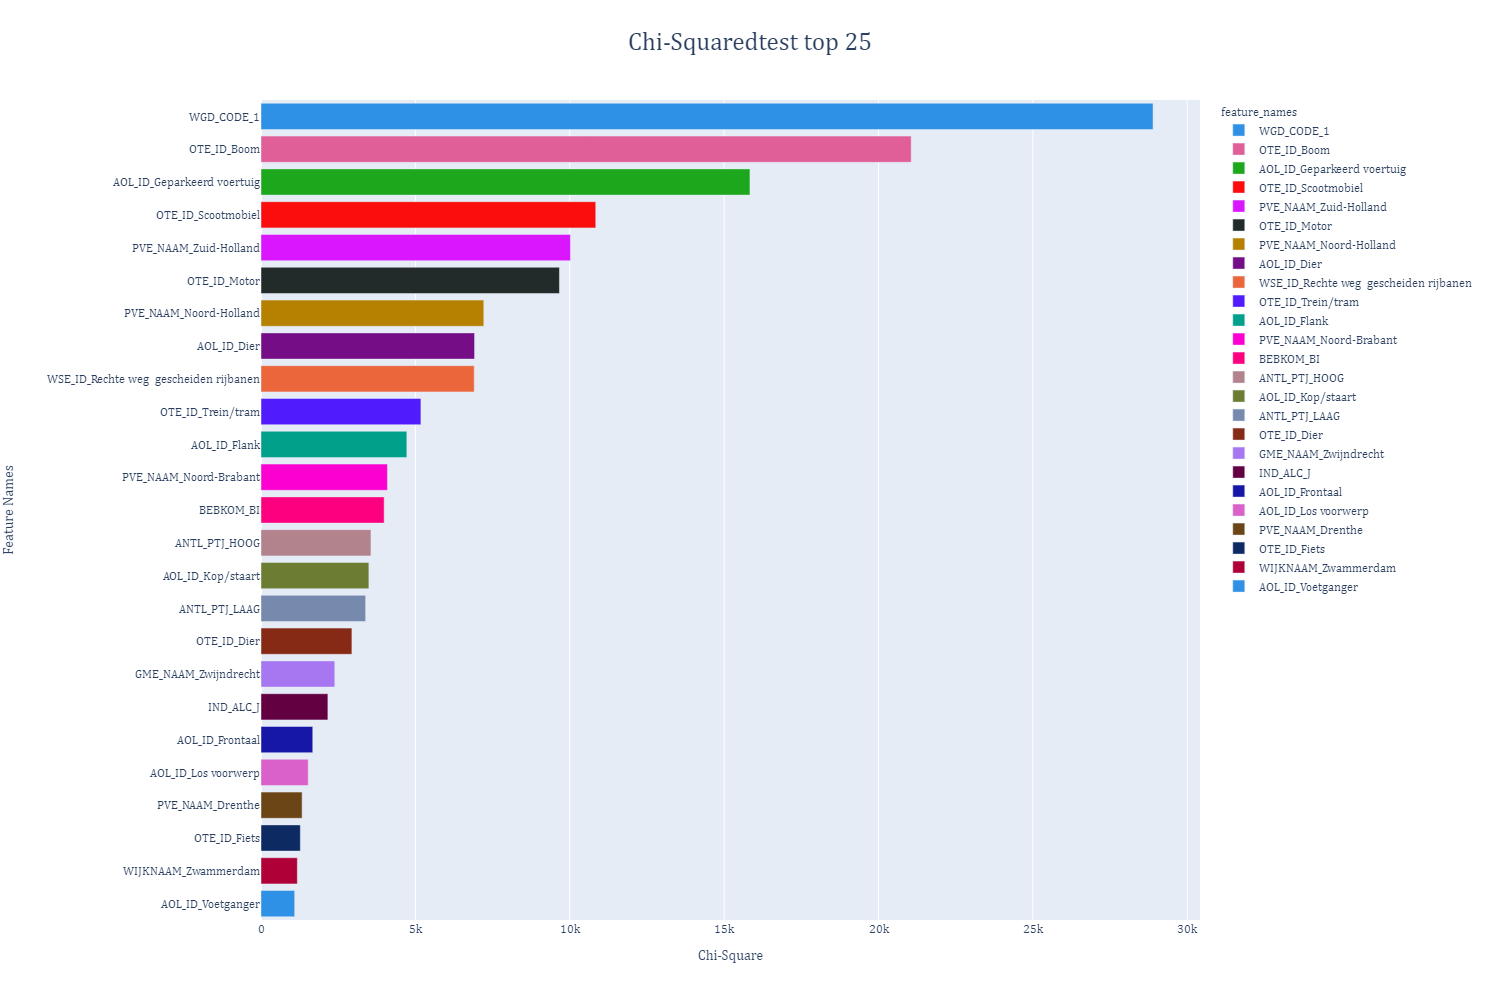 Chi-Squaredtest top 25
WGD_CODE_1
OTE_ID_Boom
AOL_ID_Geparkeerd voertuig
OTE_ID_Scootmobiel
PVE_NAAM_Zuid-Holland
OTE_ID_Motor
PVE_NAAM_Noord-Holland
AOL_ID_Dier
WSE_ID_Rechte weg  gescheiden rijbanen
OTE_ID_Trein/tram
AOL_ID_Flank
PVE_NAAM_Noord-Brabant
BEBKOM_BI
ANTL_PTJ_HOOG
AOL_ID_Kop/staart
ANTL_PTJ_LAAG
OTE_ID_Dier
GME_NAAM_Zwijndrecht
IND_ALC_J
AOL_ID_Frontaal
AOL_ID_Los voorwerp
PVE_NAAM_Drenthe
OTE_ID_Fiets
WIJKNAAM_Zwammerdam
AOL_ID_Voetganger
Feature Names
0 5k 10k 15k 20k 25k 30k
Chi-Square
feature_names
WGD_CODE_1
OTE_ID_Boom
AOL_ID_Geparkeerd voertuig
OTE_ID_Scootmobiel
PVE_NAAM_Zuid-Holland
OTE_ID_Motor
PVE_NAAM_Noord-Holland
AOL_ID_Dier
WSE_ID_Rechte weg  gescheiden rijbanen
OTE_ID_Trein/tram
AOL_ID_Flank
PVE_NAAM_Noord-Brabant
BEBKOM_BI
ANTL_PTJ_HOOG
AOL_ID_Kop/staart
ANTL_PTJ_LAAG
OTE_ID_Dier
GME_NAAM_Zwijndrecht
IND_ALC_J
AOL_ID_Frontaal
AOL_ID_Los voorwerp
PVE_NAAM_Drenthe
OTE_ID_Fiets
WIJKNAAM_Zwammerdam
AOL_ID_Voetganger